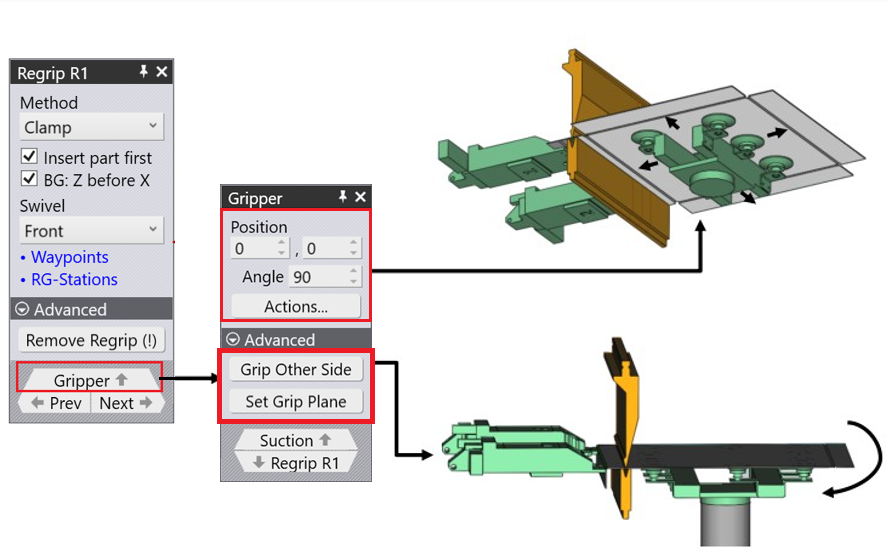 Regrip R1
Method
Clamp
Insert part first
BG: Z before X
Swivel
Front
• Waypoints
• RG-Stations
Advanced
Remove Regrip (!)
Gripper
Prev
Next
Gripper
Position
0 , 0
Angle 90
Actions...
Advanced
Grip Other Side
Set Grip Plane
Suction
Regrip R1
2